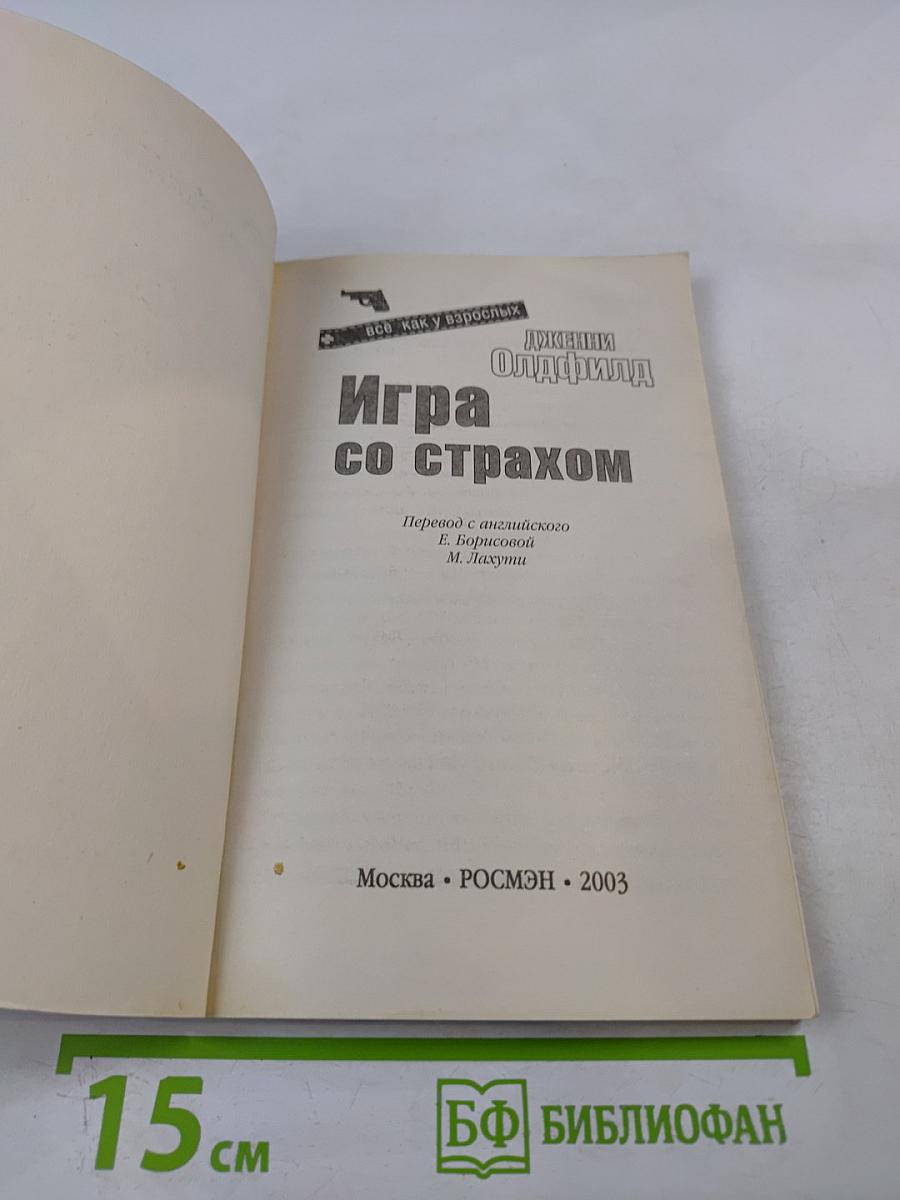 всё как у взрослых
ДЖЕННИ
ОЛДФИЛД
Игра
со страхом
Перевод с английского
Е. Борисовой
М. Лахути
Москва • РОСМЭН • 2003
15 см
БФ БИБЛИОФАН